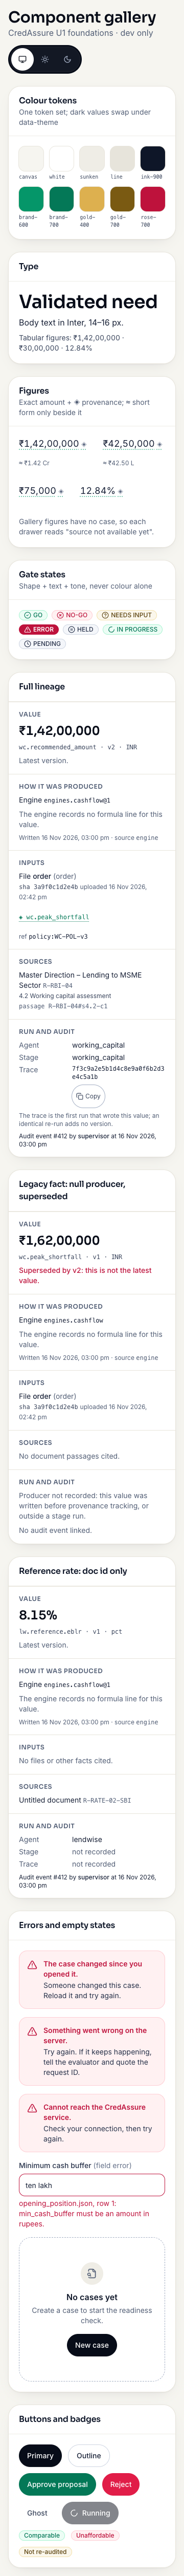 Component gallery
CredAssure U1 foundations · dev only
Colour tokens
One token set; dark values swap under
data-theme
canvas white sunken line ink-900
brand-600 brand-700 gold-400 gold-700 rose-700
Type
Validated need
Body text in Inter, 14–16 px.
Tabular figures: ₹1,42,00,000 ·
₹30,00,000 · 12.84%
Figures
Exact amount + ◈ provenance; ≈ short
form only beside it
₹1,42,00,000 ₹42,50,000
≈ ₹1.42 Cr ≈ ₹42.50 L
₹75,000 12.84%
Gallery figures have no case, so each
drawer reads "source not available yet".
Gate states
Shape + text + tone, never colour alone
GO NO-GO NEEDS INPUT
ERROR HELD IN PROGRESS
PENDING
Full lineage
VALUE
₹1,42,00,000
wc.recommended_amount · v2 · INR
Latest version.
HOW IT WAS PRODUCED
Engine engines.cashflow@1
The engine records no formula line for this
value.
Written 16 Nov 2026, 03:00 pm · source engine
INPUTS
File order (order)
sha 3a9f0c1d2e4b uploaded 16 Nov 2026,
02:42 pm
◈ wc.peak_shortfall
ref policy:WC-POL-v3
SOURCES
Master Direction – Lending to MSME
Sector R-RBI-04
4.2 Working capital assessment
passage R-RBI-04#s4.2-c1
RUN AND AUDIT
Agent working_capital
Stage working_capital
Trace 7f3c9a2e5b1d4c8e9a0f6b2d3
e4c5a1b
Copy
The trace is the first run that wrote this value; an
identical re-run adds no version.
Audit event #412 by supervisor at 16 Nov 2026,
03:00 pm
Legacy fact: null producer,
superseded
VALUE
₹1,62,00,000
wc.peak_shortfall · v1 · INR
Superseded by v2: this is not the latest
value.
HOW IT WAS PRODUCED
Engine engines.cashflow
The engine records no formula line for this
value.
Written 16 Nov 2026, 03:00 pm · source engine
INPUTS
File order (order)
sha 3a9f0c1d2e4b uploaded 16 Nov 2026,
02:42 pm
SOURCES
No document passages cited.
RUN AND AUDIT
Producer not recorded: this value was
written before provenance tracking, or
outside a stage run.
No audit event linked.
Reference rate: doc id only
VALUE
8.15%
lw.reference.eblr · v1 · pct
Latest version.
HOW IT WAS PRODUCED
Engine engines.cashflow@1
The engine records no formula line for this
value.
Written 16 Nov 2026, 03:00 pm · source engine
INPUTS
No files or other facts cited.
SOURCES
Untitled document R-RATE-02-SBI
RUN AND AUDIT
Agent lendwise
Stage not recorded
Trace not recorded
Audit event #412 by supervisor at 16 Nov 2026,
03:00 pm
Errors and empty states
The case changed since you
opened it.
Someone changed this case.
Reload it and try again.
Something went wrong on the
server.
Try again. If it keeps happening,
tell the evaluator and quote the
request ID.
Cannot reach the CredAssure
service.
Check your connection, then try
again.
Minimum cash buffer (field error)
ten lakh
opening_position.json, row 1:
min_cash_buffer must be an amount in
rupees.
No cases yet
Create a case to start the readiness
check.
New case
Buttons and badges
Primary Outline
Approve proposal Reject
Ghost Running
Comparable Unaffordable
Not re-audited